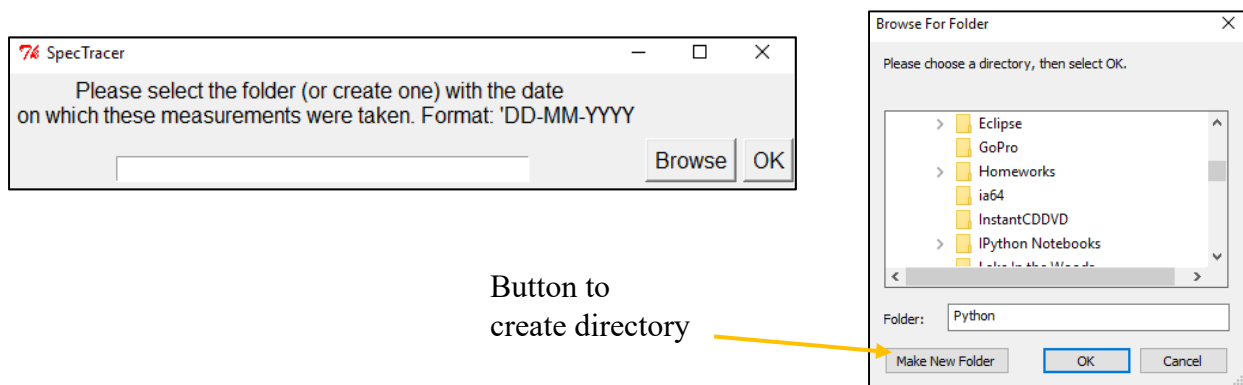 SpecTracer
Please select the folder (or create one) with the date
on which these measurements were taken. Format: 'DD-MM-YYYY
Browse OK
Browse For Folder
Please choose a directory, then select OK.
Eclipse
GoPro
Homeworks
ia64
InstantCDDVD
IPython Notebooks
Folder: Python
Make New Folder OK Cancel
Button to
create directory